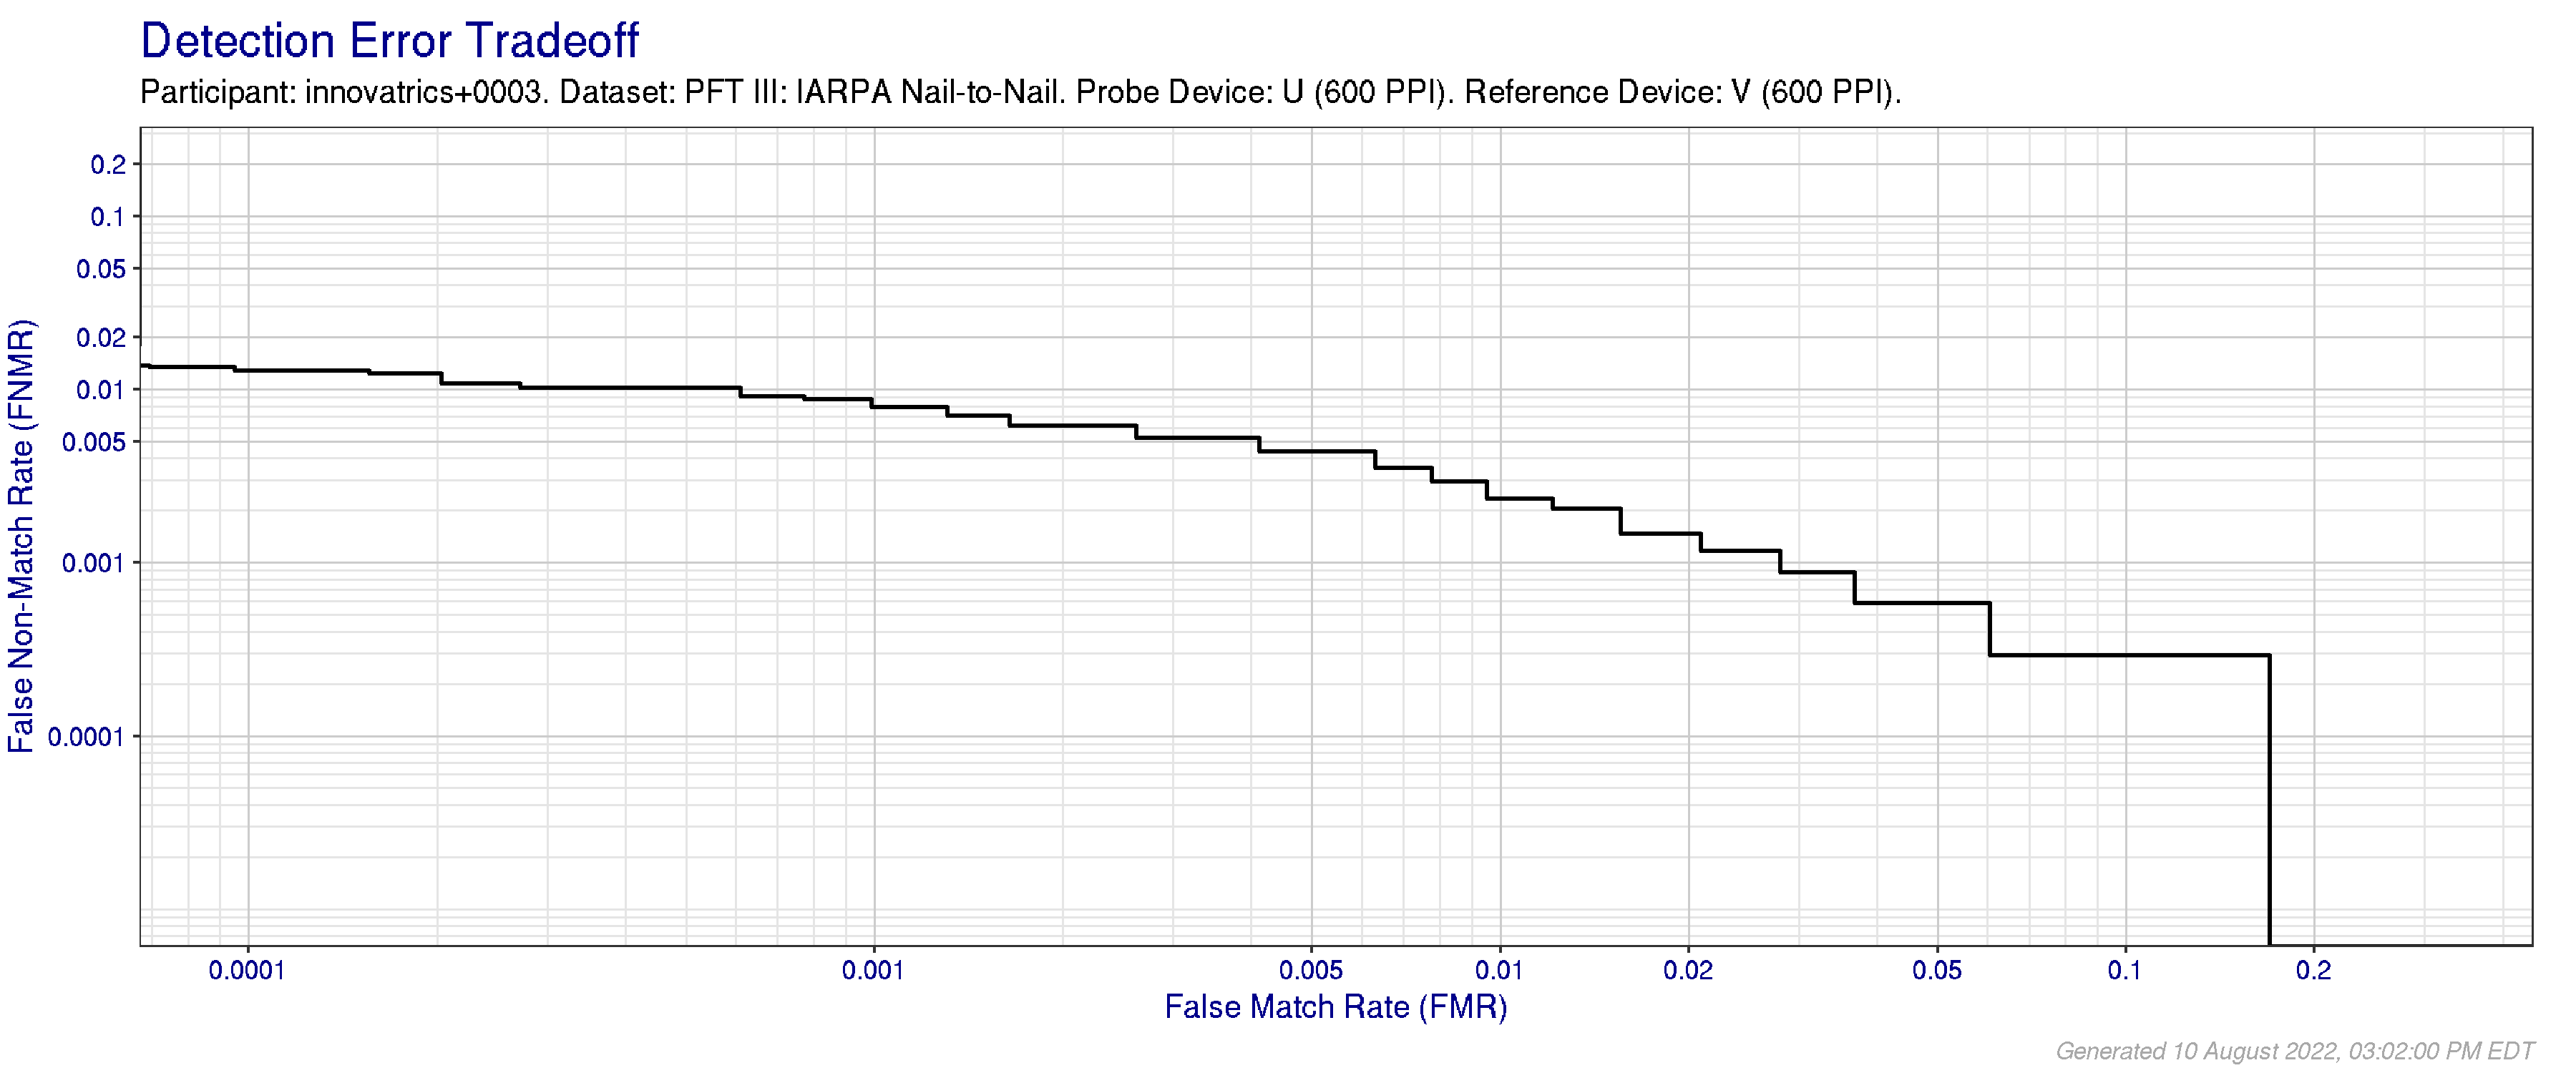 Detection Error Tradeoff
Participant: innovatrics+0003. Dataset: PFT III: IARPA Nail-to-Nail. Probe Device: U (600 PPI). Reference Device: V (600 PPI).
False Non-Match Rate (FNMR)
0.2
0.1
0.05
0.02
0.01
0.005
0.001
0.0001
0.0001 0.001 0.005 0.01 0.02 0.05 0.1 0.2
False Match Rate (FMR)
Generated 10 August 2022, 03:02:00 PM EDT